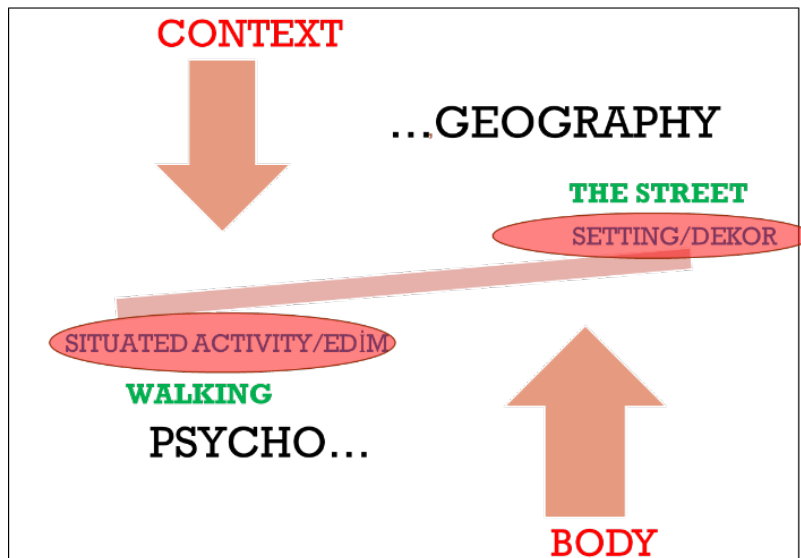 CONTEXT
...GEOGRAPHY
THE STREET
SETTING/DEKOR
SITUATED ACTIVITY/EDİM
WALKING
PSYCHO...
BODY